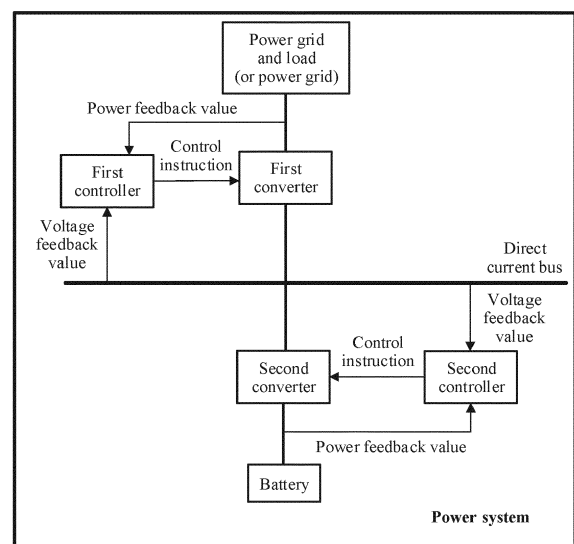 Power grid
and load
(or power grid)
Power feedback value
Control
instruction
First
controller
First
converter
Voltage
feedback
value
Direct
current bus
Voltage
feedback
value
Control
instruction
Second
converter
Second
controller
Power feedback value
Battery
Power system